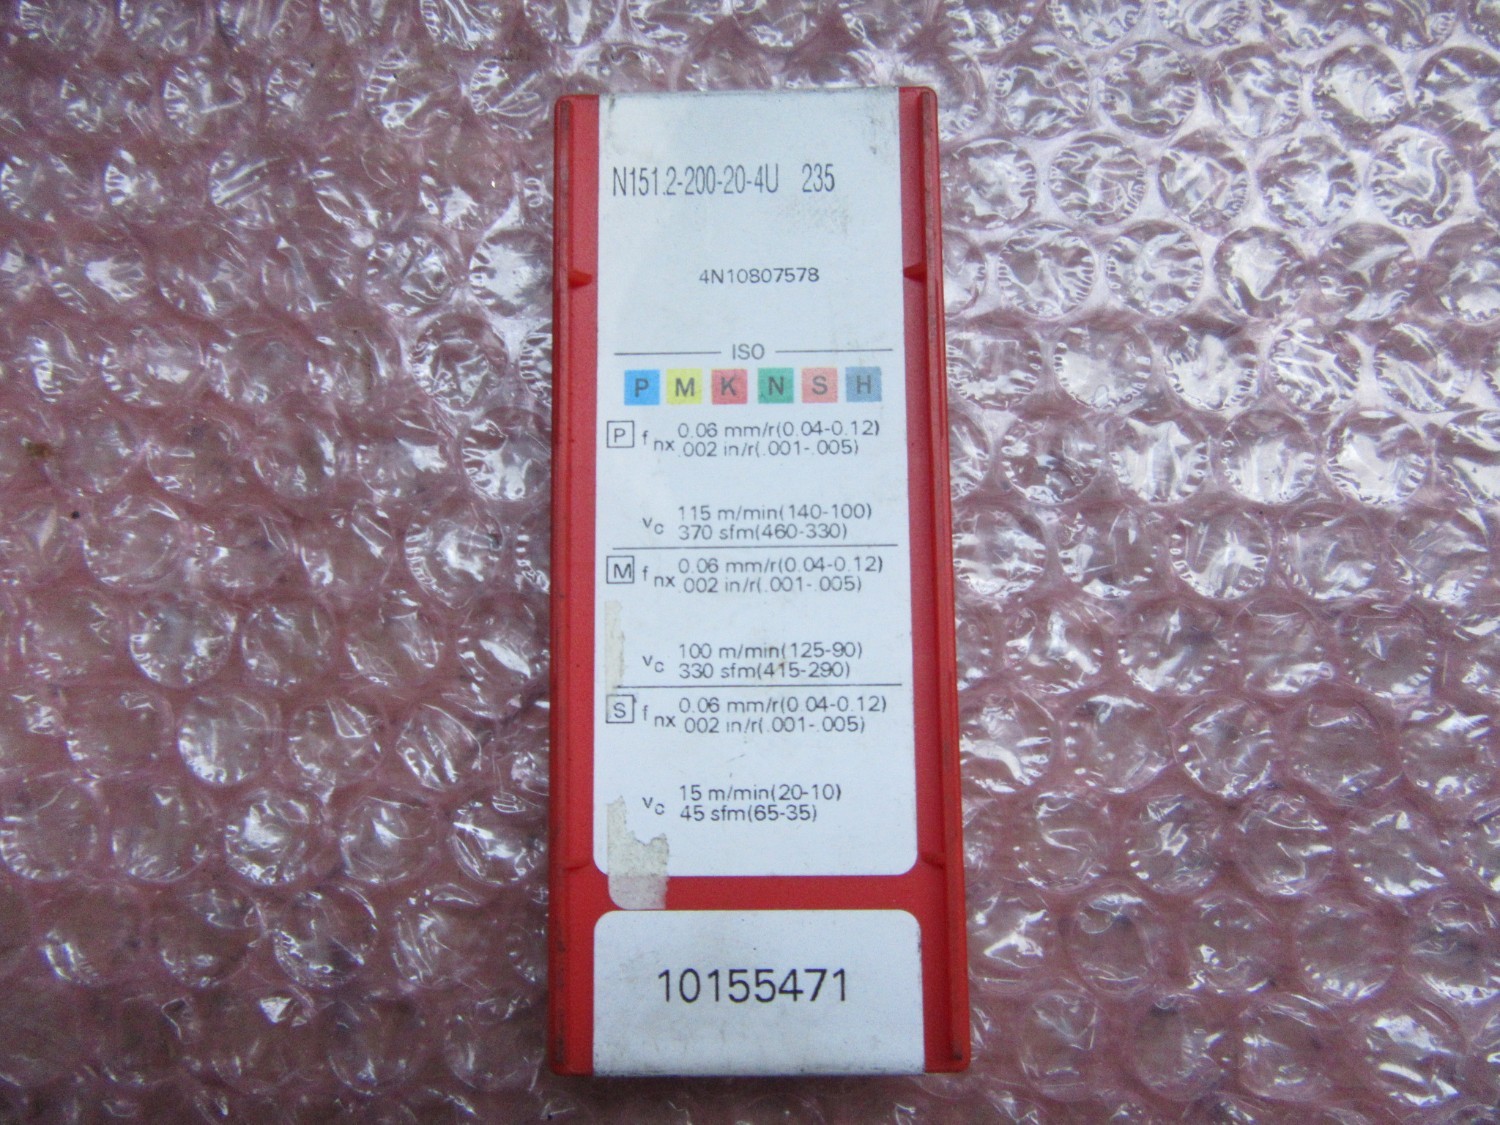 N151.2-200-20-4U 235
4N10807578
ISO
P M K N S H
P f nx 0.06 mm/r(0.04-0.12)
.002 in/r(.001-.005)
vc 115 m/min(140-100)
370 sfm(460-330)
M f nx 0.06 mm/r(0.04-0.12)
.002 in/r(.001-.005)
vc 100 m/min(125-90)
330 sfm(415-290)
S f nx 0.06 mm/r(0.04-0.12)
.002 in/r(.001-.005)
vc 15 m/min(20-10)
45 sfm(65-35)
10155471